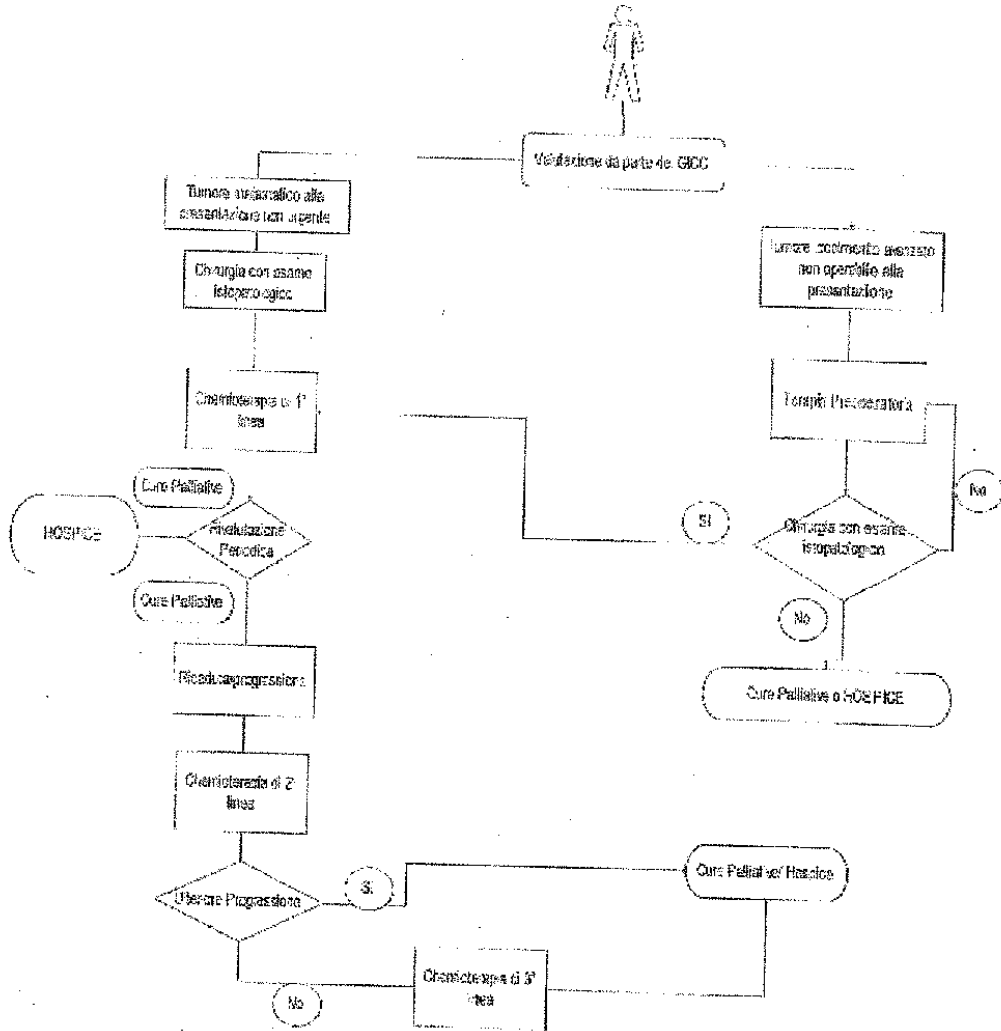 Valutazione da parte del GICC
Tumore metastatico alla
presentazione non urgente
Chirurgia con esame
istopatologico
Chemioterapia di 1°
linea
Tumore localmente avanzato
non operabile alla
presentazione
Terapia Preoperatoria
No
Cure Palliative
HOSPICE
Rivalutazione
Periodica
SI
Chirurgia con esame
istopatologico
Cure Palliative
No
Ricaduta/progressione
Cure Palliative o HOSPICE
Chemioterapia di 2°
linea
Cure Palliative/ Hospice
Ulteriore Progressione
Si
Chemioterapia di 3°
linea
No